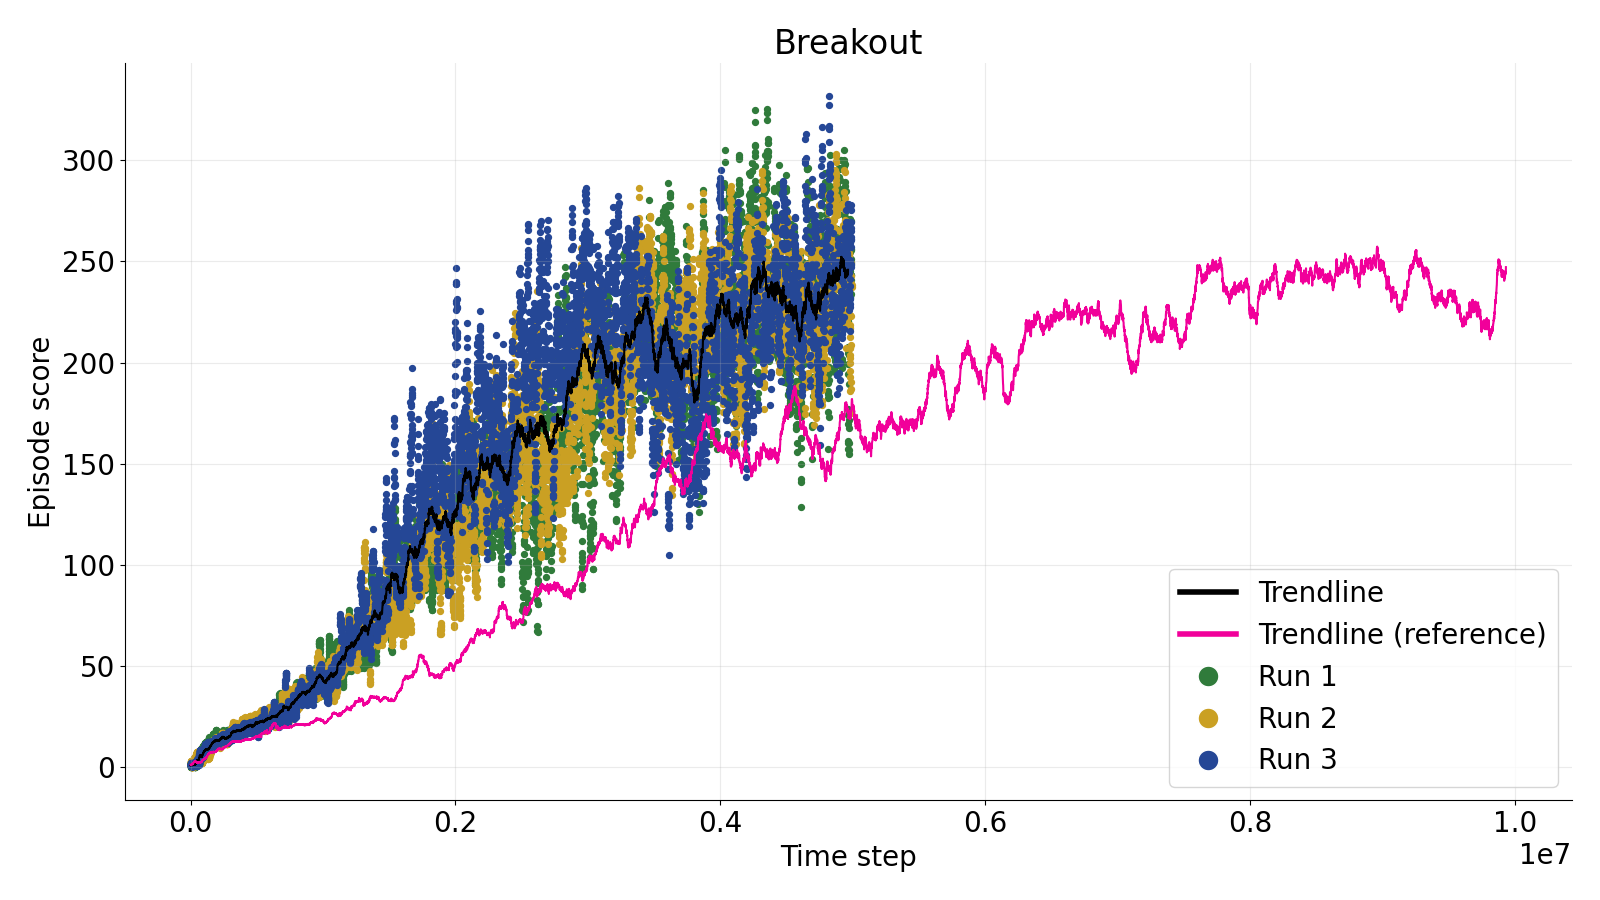 Breakout
Episode score
300
250
200
150
100
50
0
0.0 0.2 0.4 0.6 0.8 1.0
1e7
Time step
Trendline
Trendline (reference)
Run 1
Run 2
Run 3